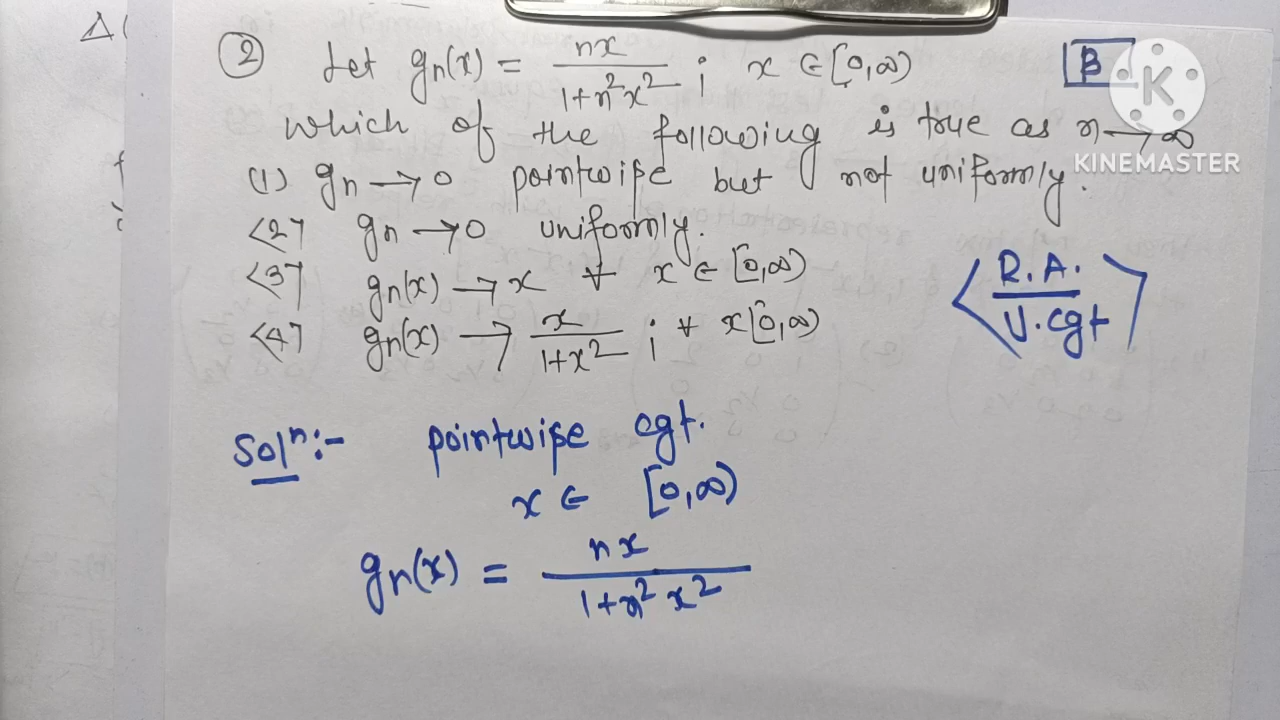 Δ(
② Let gn(x) = nx / 1+n²x² ; x ∈ [0,∞)
B
K
KINEMASTER
which of the following is true as n→∞
(1) gn → 0 pointwise but not uniformly.
<2> gn → 0 uniformly.
<3> gn(x) → x ∀ x ∈ [0,∞)
<4> gn(x) → x / 1+x² ; ∀ x[0,∞)
< R.A. / U.cgt >
Solⁿ:- pointwise cgt.
x ∈ [0,∞)
gn(x) = nx / 1+n²x²